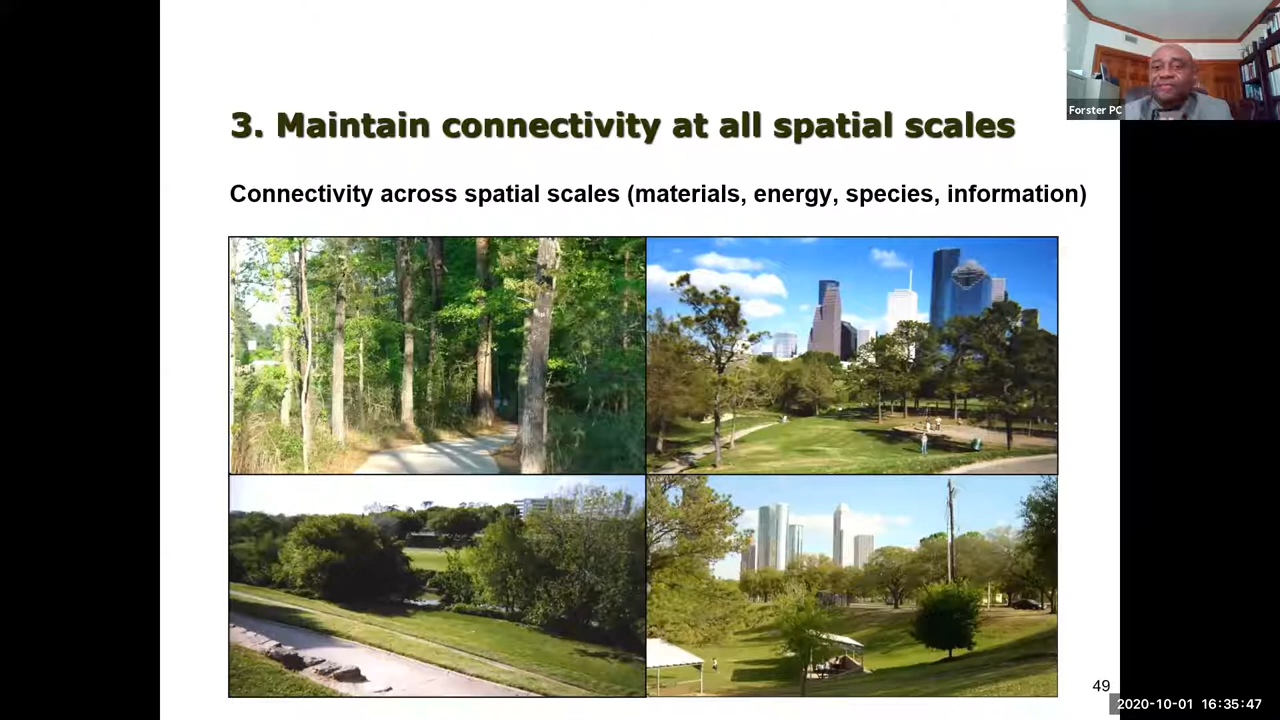 Forster PC
3. Maintain connectivity at all spatial scales
Connectivity across spatial scales (materials, energy, species, information)
49
2020-10-01 16:35:47